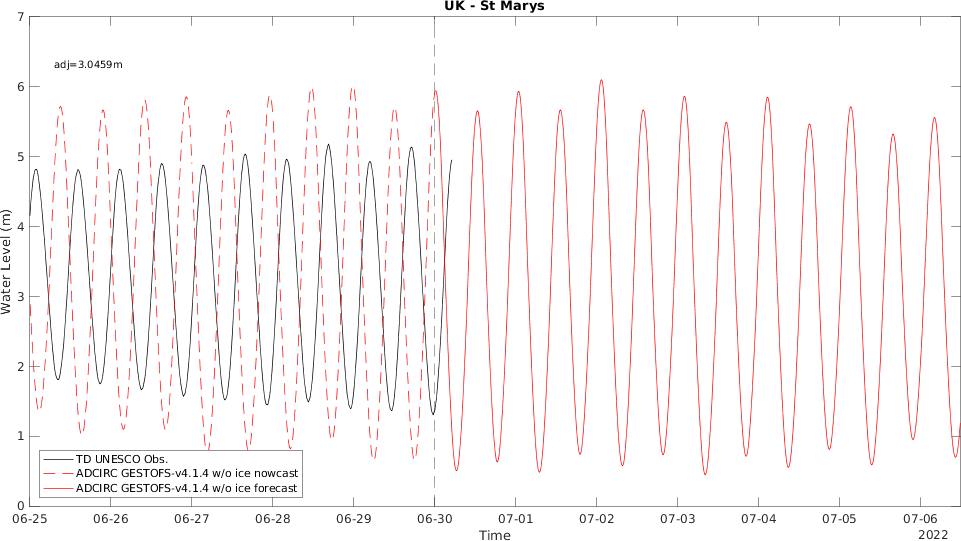 UK - St Marys
adj=3.0459m
Water Level (m)
7
6
5
4
3
2
1
0
TD UNESCO Obs.
ADCIRC GESTOFS-v4.1.4 w/o ice nowcast
ADCIRC GESTOFS-v4.1.4 w/o ice forecast
06-25 06-26 06-27 06-28 06-29 06-30 07-01 07-02 07-03 07-04 07-05 07-06
Time
2022